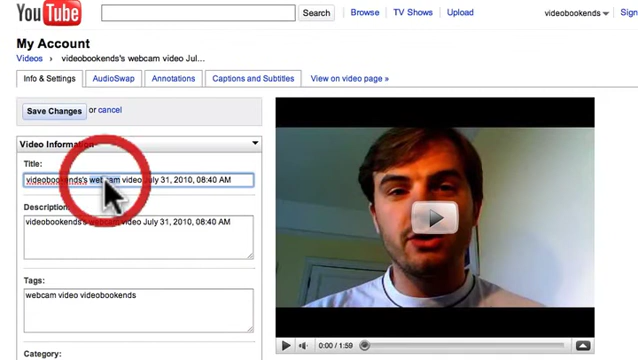 YouTube Search Browse TV Shows Upload videobookends Sign
My Account
Videos › videobookends's webcam video Jul...
Info & Settings AudioSwap Annotations Captions and Subtitles View on video page »
Save Changes or cancel
Video Information
Title:
videobookends's webcam video July 31, 2010, 08:40 AM
Description:
videobookends's webcam video July 31, 2010, 08:40 AM
Tags:
webcam video videobookends
Category:
0:00 / 1:59